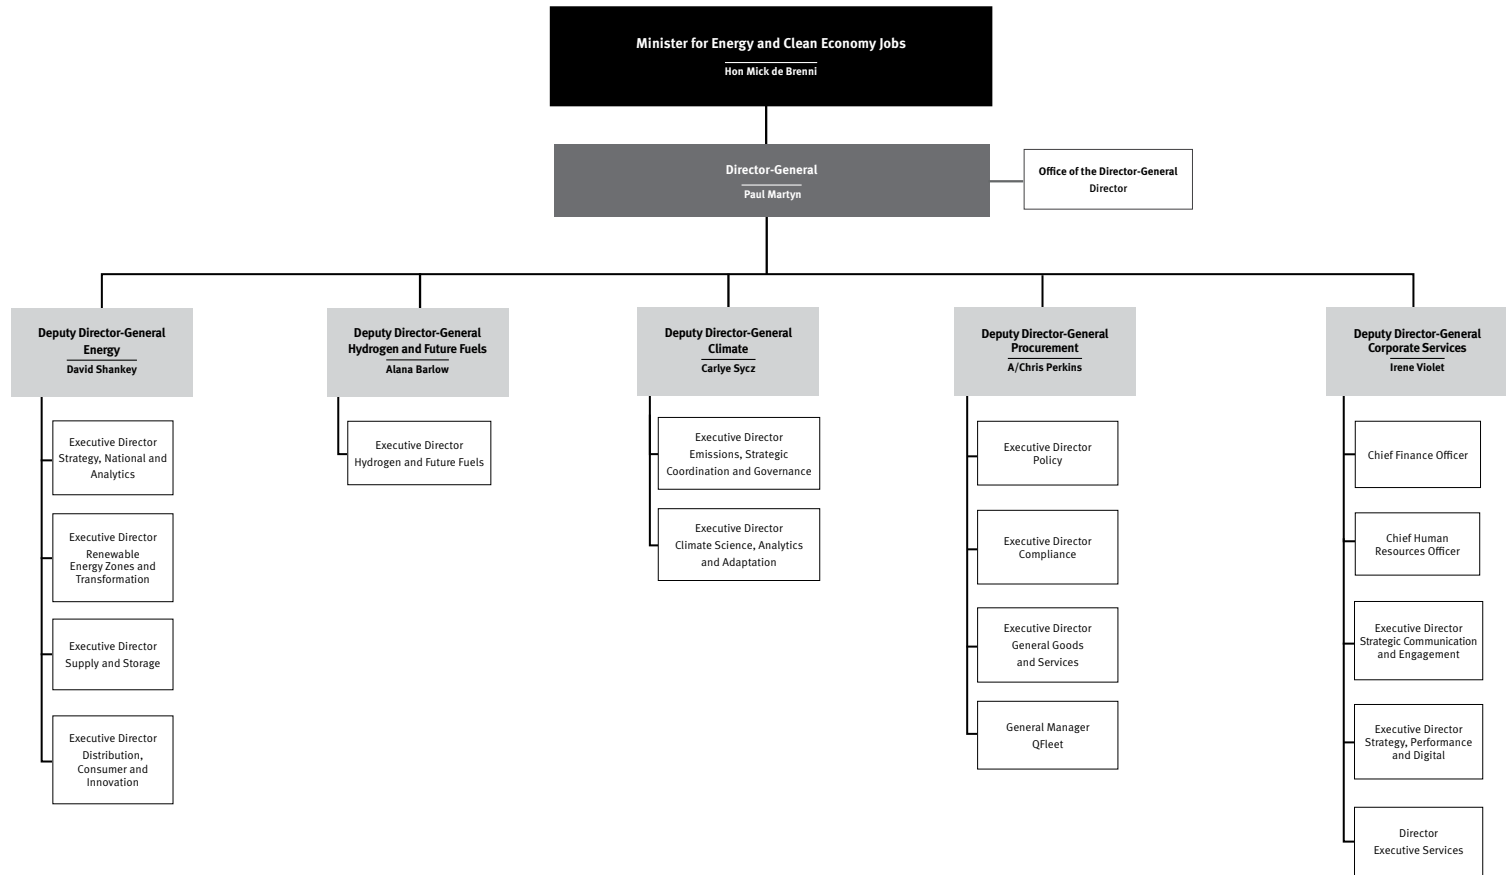 Minister for Energy and Clean Economy Jobs
Hon Mick de Brenni
Director-General
Paul Martyn
Office of the Director-General
Director
Deputy Director-General
Energy
David Shankey
Executive Director
Strategy, National and
Analytics
Executive Director
Renewable
Energy Zones and
Transformation
Executive Director
Supply and Storage
Executive Director
Distribution,
Consumer and
Innovation
Deputy Director-General
Hydrogen and Future Fuels
Alana Barlow
Executive Director
Hydrogen and Future Fuels
Deputy Director-General
Climate
Carlye Sycz
Executive Director
Emissions, Strategic
Coordination and Governance
Executive Director
Climate Science, Analytics
and Adaptation
Deputy Director-General
Procurement
A/Chris Perkins
Executive Director
Policy
Executive Director
Compliance
Executive Director
General Goods
and Services
General Manager
QFleet
Deputy Director-General
Corporate Services
Irene Violet
Chief Finance Officer
Chief Human
Resources Officer
Executive Director
Strategic Communication
and Engagement
Executive Director
Strategy, Performance
and Digital
Director
Executive Services